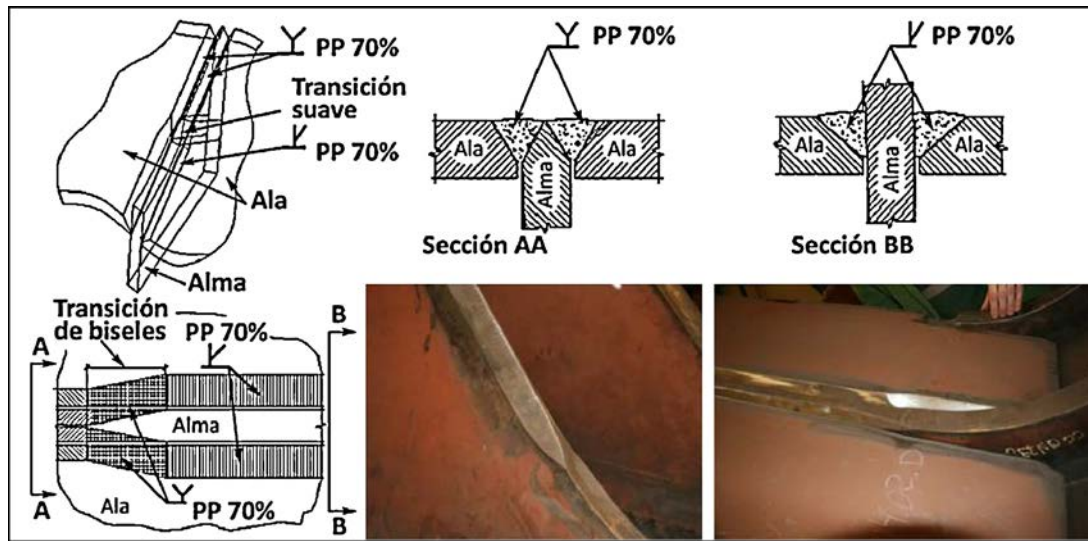 PP 70%
Transición
suave
PP 70%
Ala
Alma
PP 70%
Ala
Ala
Alma
Sección AA
PP 70%
Ala
Ala
Alma
Sección BB
Transición
de biseles
PP 70%
A
B
Alma
A
Ala
PP 70%
B